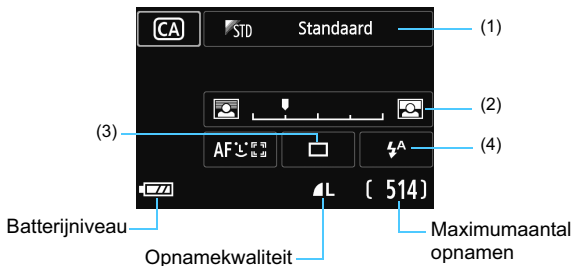 CA STD Standaard (1)
(2)
(3)
AF A (4)
L ( 514)
Batterijniveau
Opnamekwaliteit
Maximumaantal
opnamen